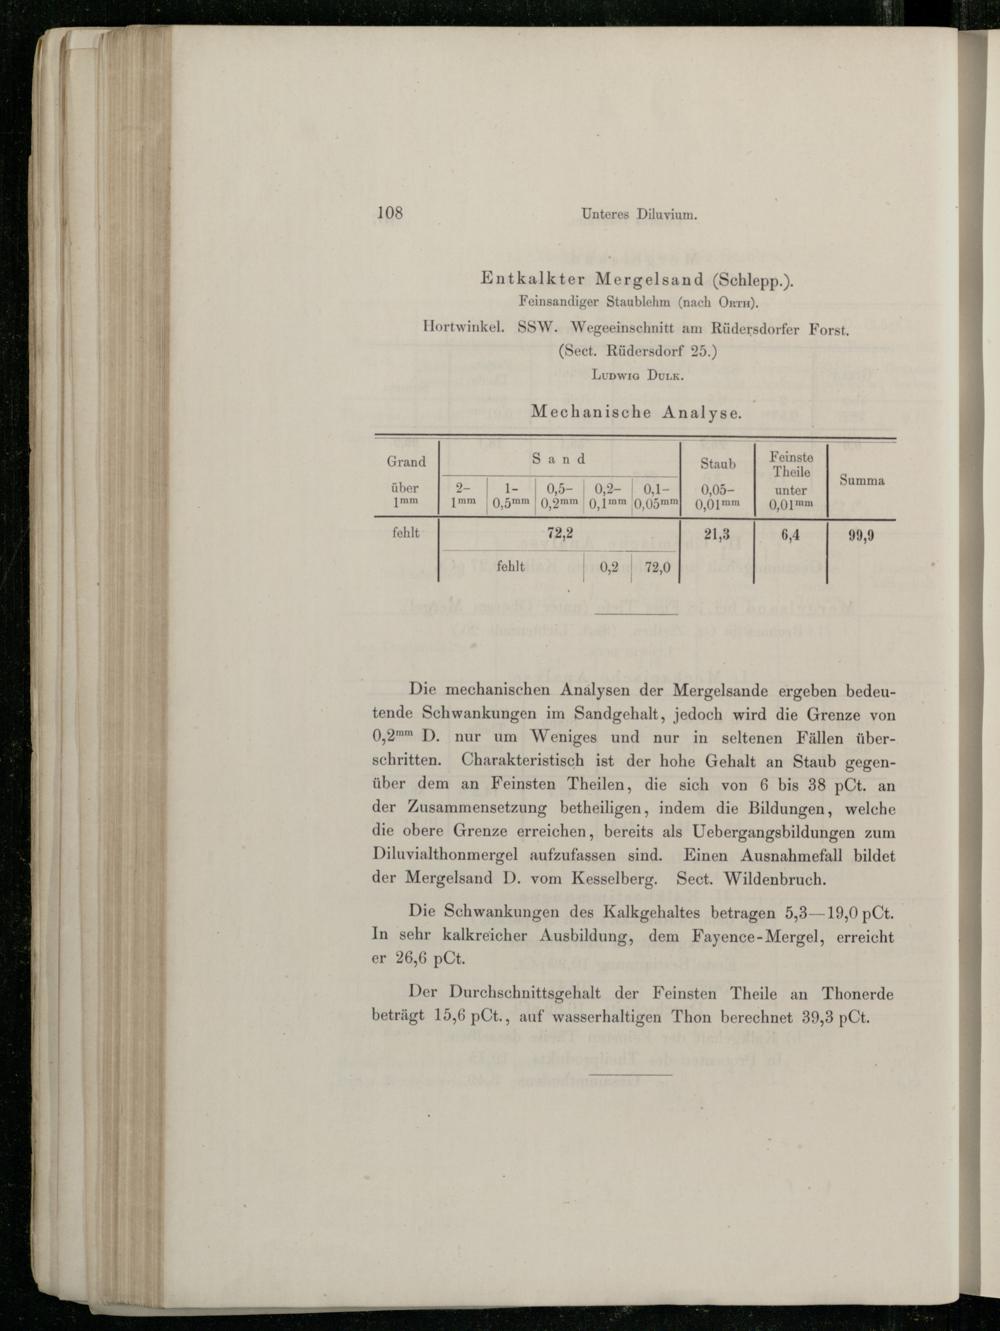 108 Unteres Diluvium.
Entkalkter Mergelsand (Schlepp.).
Feinsandiger Staublehm (nach ORTH).
Hortwinkel. SSW. Wegeeinschnitt am Rüdersdorfer Forst.
(Sect. Rüdersdorf 25.)
LUDWIG DULK.
Mechanische Analyse.
Grand über 1mm | Sand | Staub 0,05–0,01mm | Feinste Theile unter 0,01mm | Summa
2–1mm | 1–0,5mm | 0,5–0,2mm | 0,2–0,1mm | 0,1–0,05mm
fehlt | 72,2 | 21,3 | 6,4 | 99,9
fehlt | 0,2 | 72,0
Die mechanischen Analysen der Mergelsande ergeben bedeu-
tende Schwankungen im Sandgehalt, jedoch wird die Grenze von
0,2mm D. nur um Weniges und nur in seltenen Fällen über-
schritten. Charakteristisch ist der hohe Gehalt an Staub gegen-
über dem an Feinsten Theilen, die sich von 6 bis 38 pCt. an
der Zusammensetzung betheiligen, indem die Bildungen, welche
die obere Grenze erreichen, bereits als Uebergangsbildungen zum
Diluvialthonmergel aufzufassen sind. Einen Ausnahmefall bildet
der Mergelsand D. vom Kesselberg. Sect. Wildenbruch.
Die Schwankungen des Kalkgehaltes betragen 5,3—19,0 pCt.
In sehr kalkreicher Ausbildung, dem Fayence-Mergel, erreicht
er 26,6 pCt.
Der Durchschnittsgehalt der Feinsten Theile an Thonerde
beträgt 15,6 pCt., auf wasserhaltigen Thon berechnet 39,3 pCt.